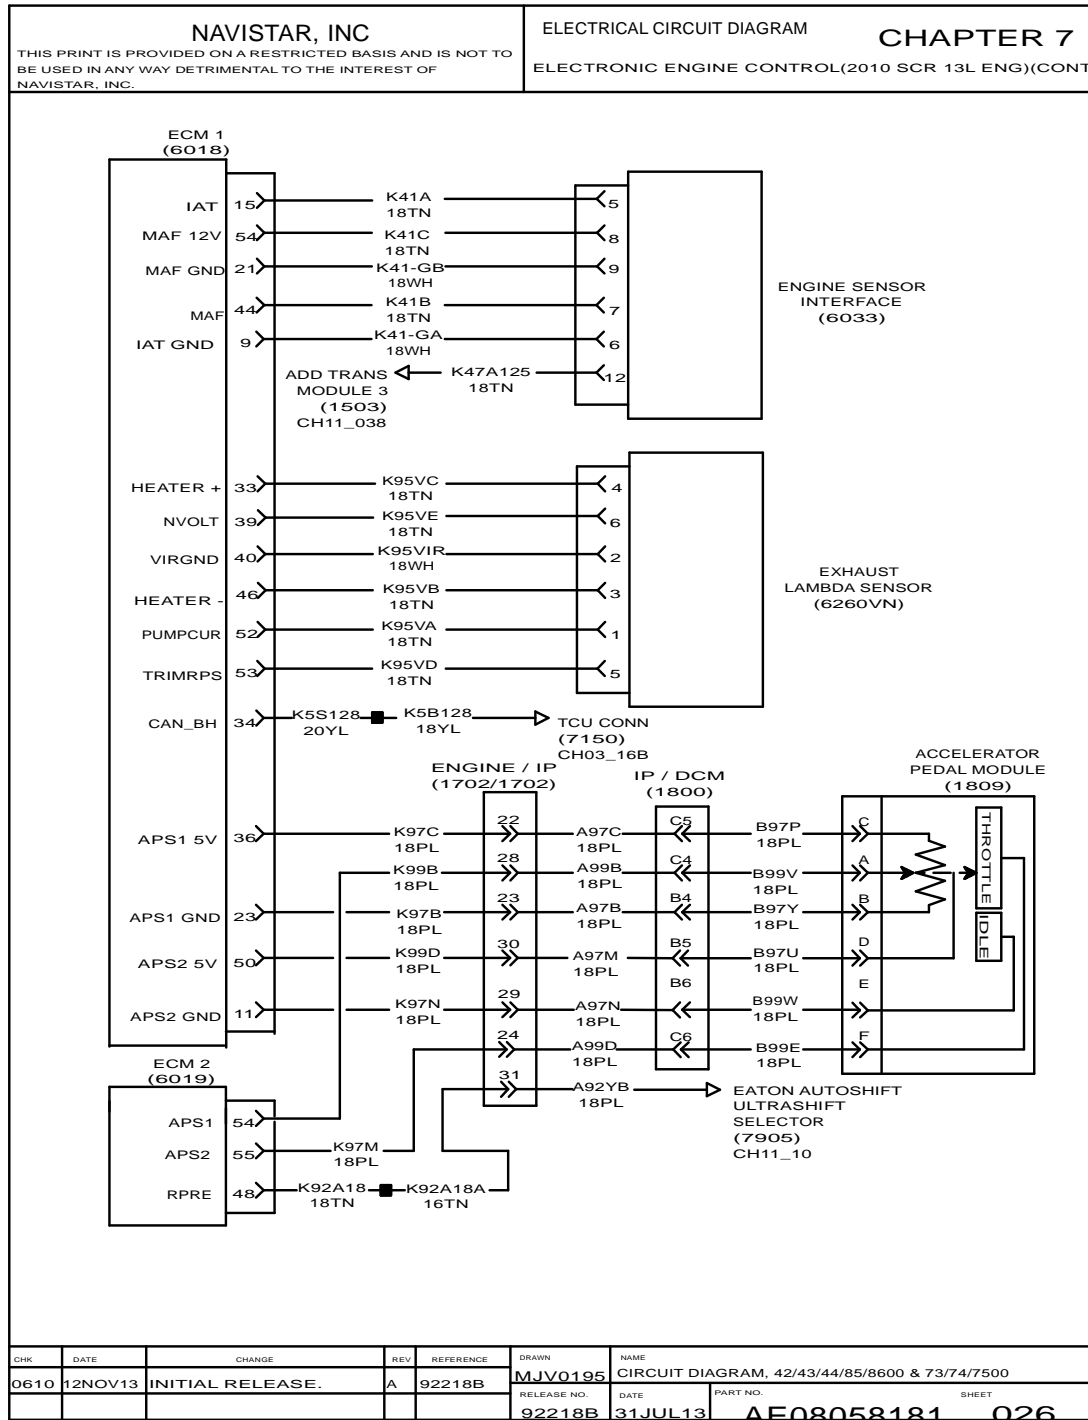 NAVISTAR, INC
THIS PRINT IS PROVIDED ON A RESTRICTED BASIS AND IS NOT TO
BE USED IN ANY WAY DETRIMENTAL TO THE INTEREST OF
NAVISTAR, INC.
ELECTRICAL CIRCUIT DIAGRAM
CHAPTER 7
ELECTRONIC ENGINE CONTROL(2010 SCR 13L ENG)(CONT
ECM 1
(6018)
IAT 15 K41A 5
18TN
MAF 12V 54 K41C 8
18TN
MAF GND 21 K41-GB 9
18WH
MAF 44 K41B 7
18TN
IAT GND 9 K41-GA 6
18WH
ENGINE SENSOR
INTERFACE
(6033)
ADD TRANS K47A125 12
MODULE 3 18TN
(1503)
CH11_038
HEATER + 33 K95VC 4
18TN
NVOLT 39 K95VE 6
18TN
VIRGND 40 K95VIR 2
18WH
HEATER - 46 K95VB 3
18TN
PUMPCUR 52 K95VA 1
18TN
TRIMRPS 53 K95VD 5
18TN
EXHAUST
LAMBDA SENSOR
(6260VN)
CAN_BH 34 K5S128 K5B128
20YL 18YL
TCU CONN
(7150)
CH03_16B
ENGINE / IP
(1702/1702)
IP / DCM
(1800)
ACCELERATOR
PEDAL MODULE
(1809)
APS1 5V 36 K97C 22 A97C C5 B97P C
18PL 18PL 18PL
K99B 28 A99B C4 B99V A
18PL 18PL 18PL
APS1 GND 23 K97B 23 A97B B4 B97Y B
18PL 18PL 18PL
APS2 5V 50 K99D 30 A97M B5 B97U D
18PL 18PL 18PL
APS2 GND 11 K97N 29 A97N B6 B99W E
18PL 18PL 18PL
24 A99D C6 B99E F
18PL 18PL
THROTTLE
IDLE
31 A92YB
18PL
EATON AUTOSHIFT
ULTRASHIFT
SELECTOR
(7905)
CH11_10
ECM 2
(6019)
APS1 54
APS2 55 K97M
18PL
RPRE 48 K92A18 K92A18A
18TN 16TN
CHK DATE CHANGE REV REFERENCE
0610 12NOV13 INITIAL RELEASE. A 92218B
DRAWN NAME
MJV0195 CIRCUIT DIAGRAM, 42/43/44/85/8600 & 73/74/7500
RELEASE NO. DATE PART NO. SHEET
92218B 31JUL13 AE08058181 026